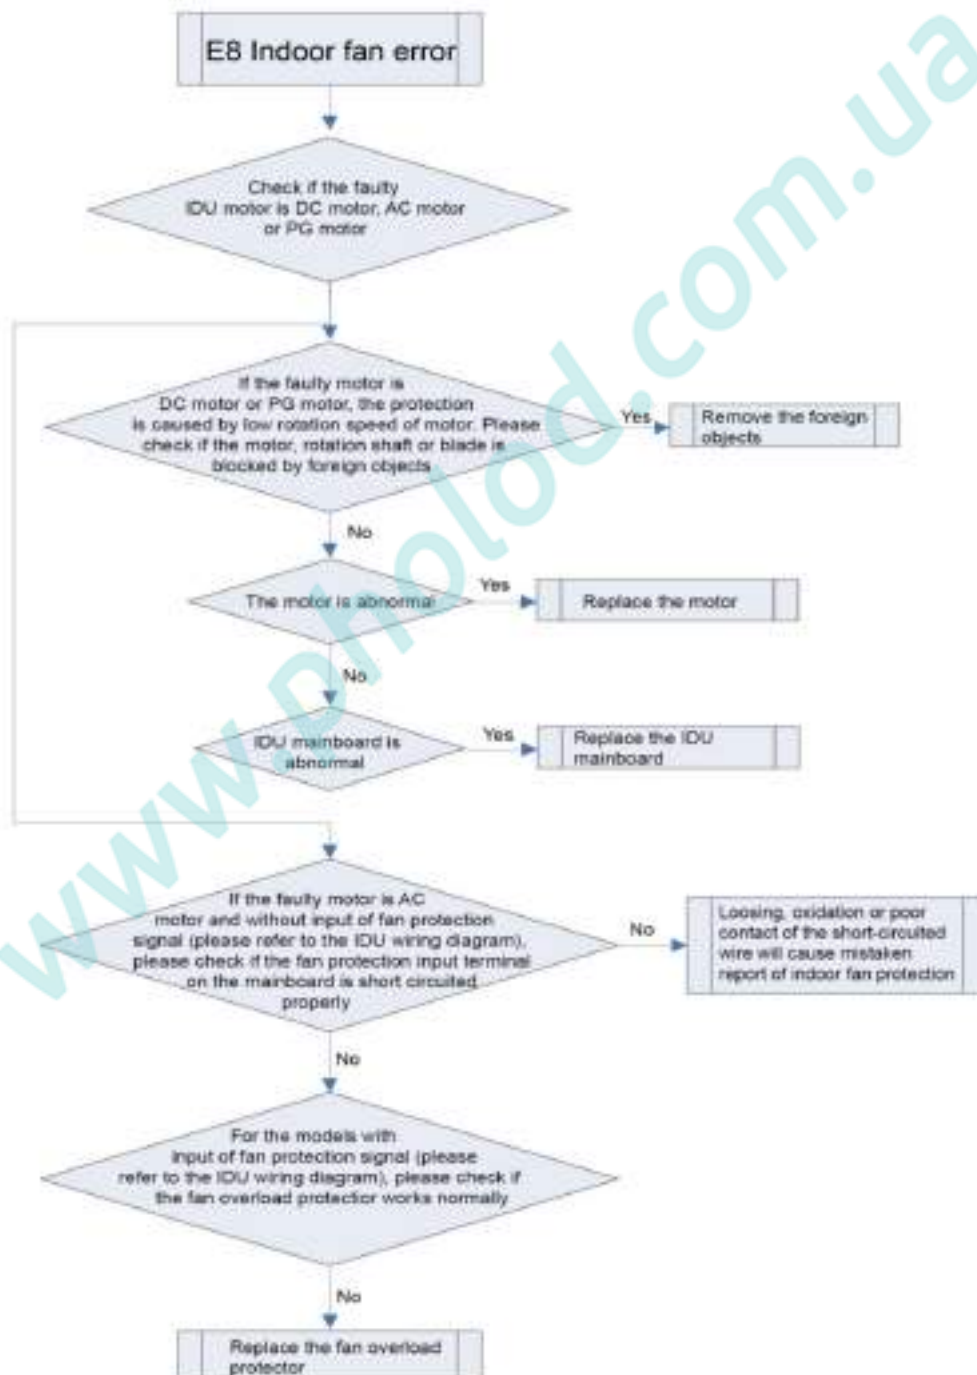 E8 Indoor fan error
Check if the faulty
IDU motor is DC motor, AC motor
or PG motor
If the faulty motor is
DC motor or PG motor, the protection
is caused by low rotation speed of motor. Please
check if the motor, rotation shaft or blade is
blocked by foreign objects
Yes
Remove the foreign
objects
No
The motor is abnormal
Yes
Replace the motor
No
IDU mainboard is
abnormal
Yes
Replace the IDU
mainboard
If the faulty motor is AC
motor and without input of fan protection
signal (please refer to the IDU wiring diagram),
please check if the fan protection input terminal
on the mainboard is short circuited
properly
No
Loosing, oxidation or poor
contact of the short-circuited
wire will cause mistaken
report of indoor fan protection
No
For the models with
input of fan protection signal (please
refer to the IDU wiring diagram), please check if
the fan overload protectior works normally
No
Replace the fan overload
protector
www.pholod.com.ua